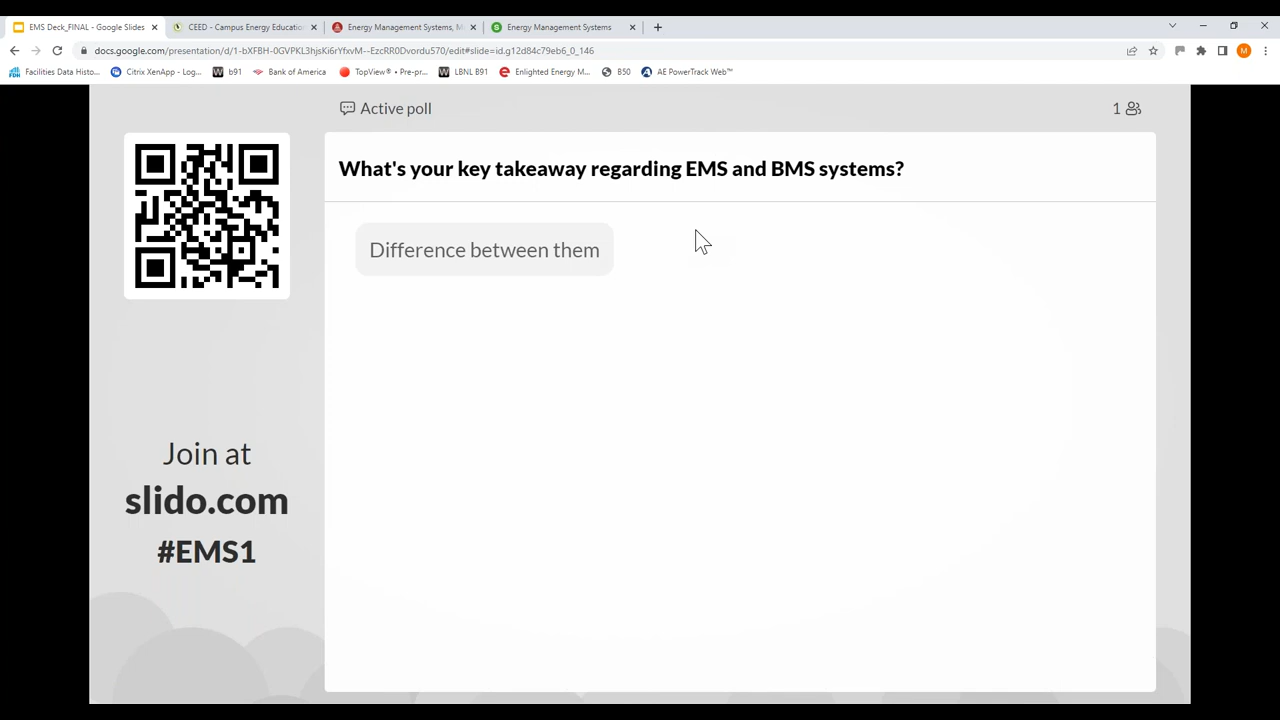 EMS Deck_FINAL - Google Slides
CEED - Campus Energy Educatio
Energy Management Systems, M
Energy Management Systems
docs.google.com/presentation/d/1-bXFBH-0GVPKL3hjsKi6rYfxvM--EzcRR0Dvordu570/edit#slide=id.g12d84c79eb6_0_146
M
Facilities Data Histo...
Citrix XenApp - Log...
b91
Bank of America
TopView® • Pre-pr...
LBNL B91
Enlighted Energy M...
B50
AE PowerTrack Web™
Active poll
1
What's your key takeaway regarding EMS and BMS systems?
Difference between them
Join at
slido.com
#EMS1